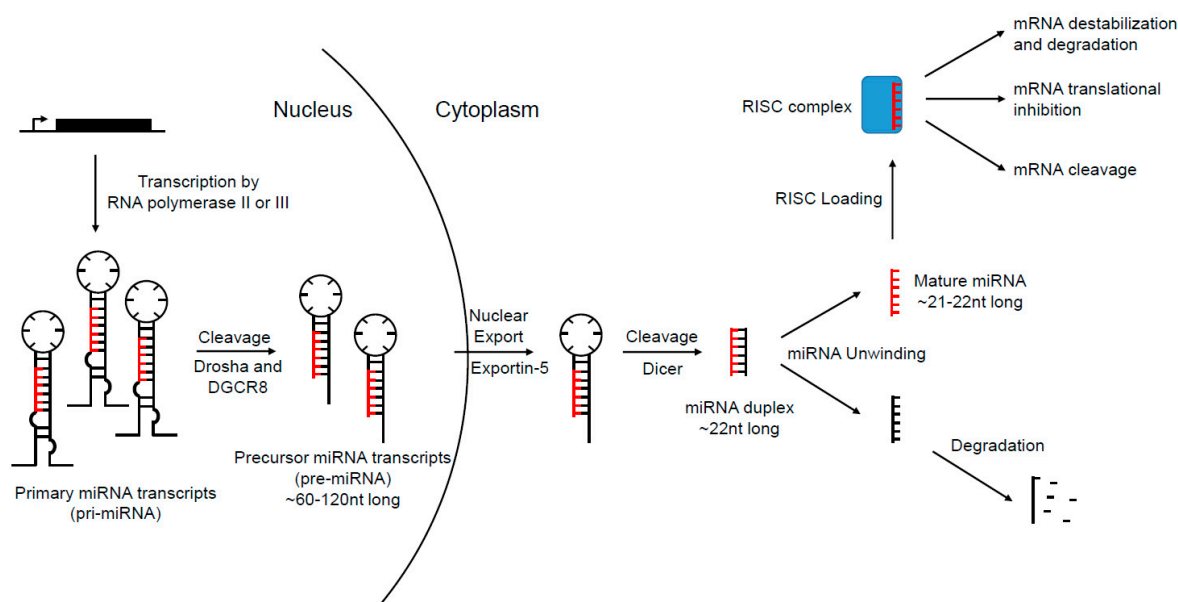 Nucleus
Cytoplasm
Transcription by
RNA polymerase II or III
Primary miRNA transcripts
(pri-miRNA)
Cleavage
Drosha and
DGCR8
Precursor miRNA transcripts
(pre-miRNA)
~60-120nt long
Nuclear
Export
Exportin-5
Cleavage
Dicer
miRNA duplex
~22nt long
miRNA Unwinding
Mature miRNA
~21-22nt long
Degradation
RISC Loading
RISC complex
mRNA destabilization
and degradation
mRNA translational
inhibition
mRNA cleavage